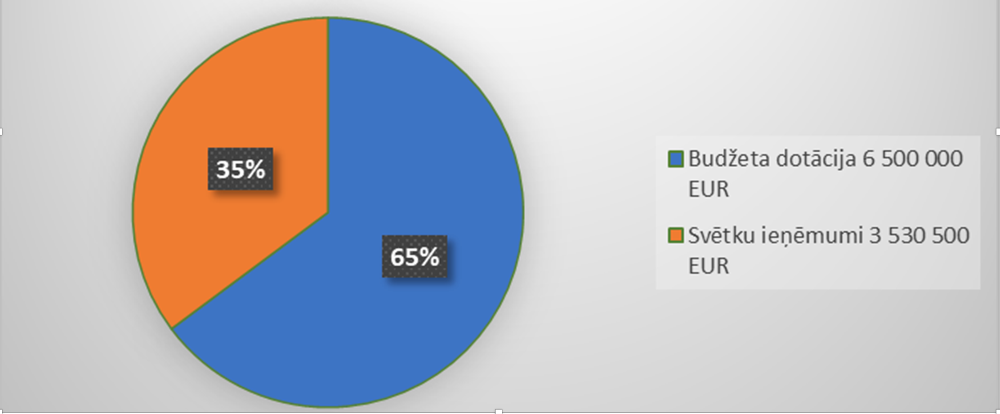 35%
65%
Budžeta dotācija 6 500 000
EUR
Svētku ieņēmumi 3 530 500
EUR